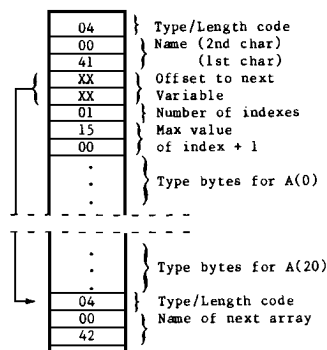 04 Type/Length code
00 Name (2nd char)
41 (1st char)
XX Offset to next
XX Variable
01 Number of indexes
15 Max value
00 of index + 1
Type bytes for A(0)
Type bytes for A(20)
04 Type/Length code
00 Name of next array
42